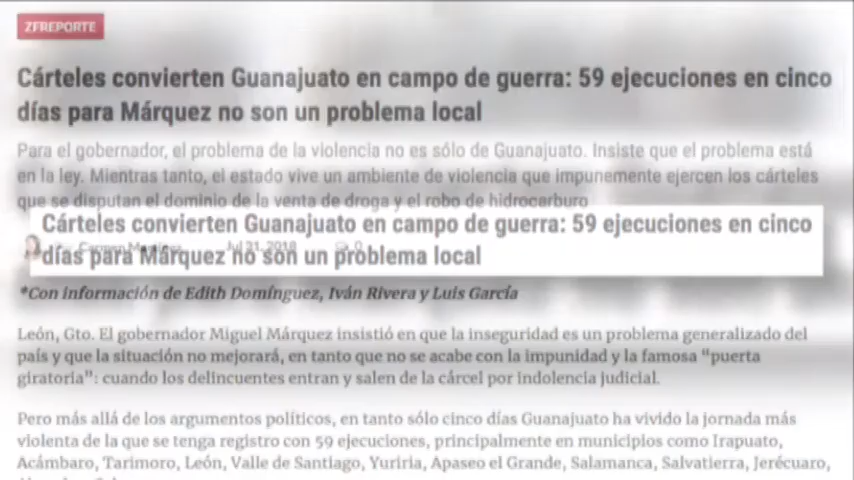 ZFREPORTE
Cárteles convierten Guanajuato en campo de guerra: 59 ejecuciones en cinco
días para Márquez no son un problema local
Para el gobernador, el problema de la violencia no es sólo de Guanajuato. Insiste que el problema está
en la ley. Mientras tanto, el estado vive un ambiente de violencia que impunemente ejercen los cárteles
que se disputan el dominio de la venta de droga y el robo de hidrocarburo
Cárteles convierten Guanajuato en campo de guerra: 59 ejecuciones en cinco
Carmen Jul 31, 2018 0
días para Márquez no son un problema local
*Con información de Edith Domínguez, Iván Rivera y Luis García
León, Gto. El gobernador Miguel Márquez insistió en que la inseguridad es un problema generalizado del
país y que la situación no mejorará, en tanto que no se acabe con la impunidad y la famosa "puerta
giratoria": cuando los delincuentes entran y salen de la cárcel por indolencia judicial.
Pero más allá de los argumentos políticos, en tanto sólo cinco días Guanajuato ha vivido la jornada más
violenta de la que se tenga registro con 59 ejecuciones, principalmente en municipios como Irapuato,
Acámbaro, Tarimoro, León, Valle de Santiago, Yuriria, Apaseo el Grande, Salamanca, Salvatierra, Jerécuaro,